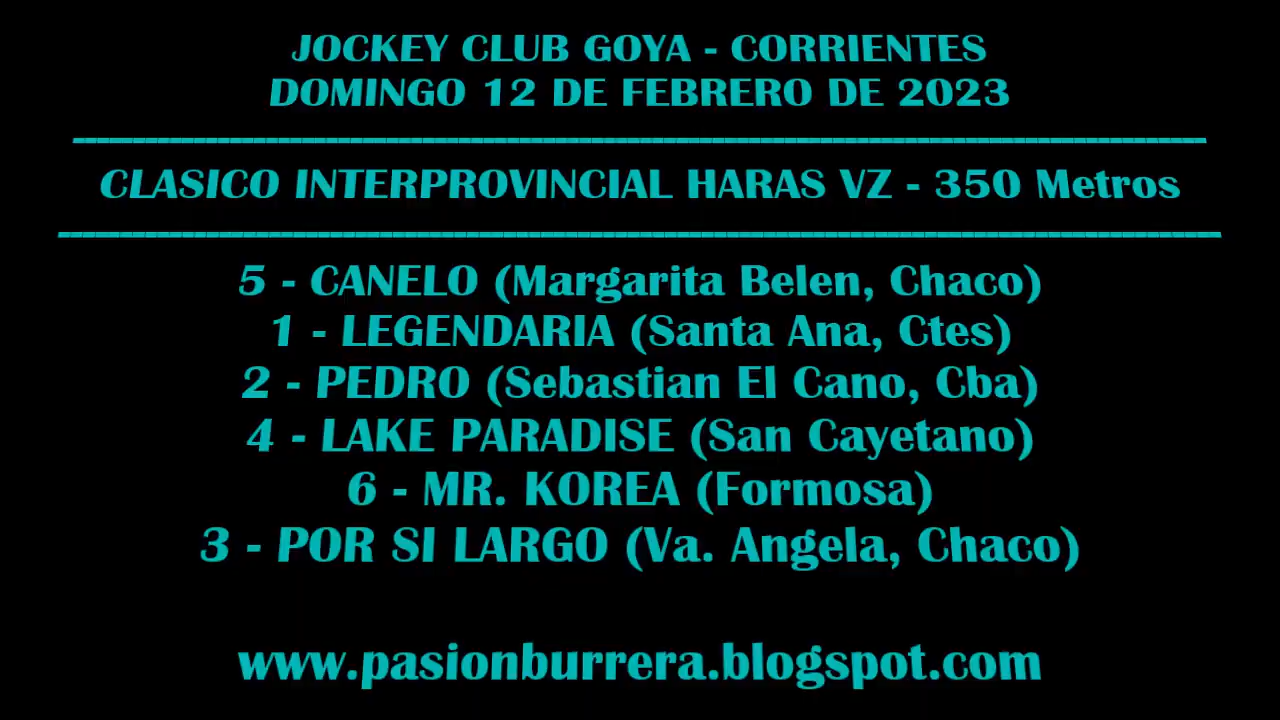 JOCKEY CLUB GOYA - CORRIENTES
DOMINGO 12 DE FEBRERO DE 2023
CLASICO INTERPROVINCIAL HARAS VZ - 350 Metros
5 - CANELO (Margarita Belen, Chaco)
1 - LEGENDARIA (Santa Ana, Ctes)
2 - PEDRO (Sebastian El Cano, Cba)
4 - LAKE PARADISE (San Cayetano)
6 - MR. KOREA (Formosa)
3 - POR SI LARGO (Va. Angela, Chaco)
www.pasionburrera.blogspot.com